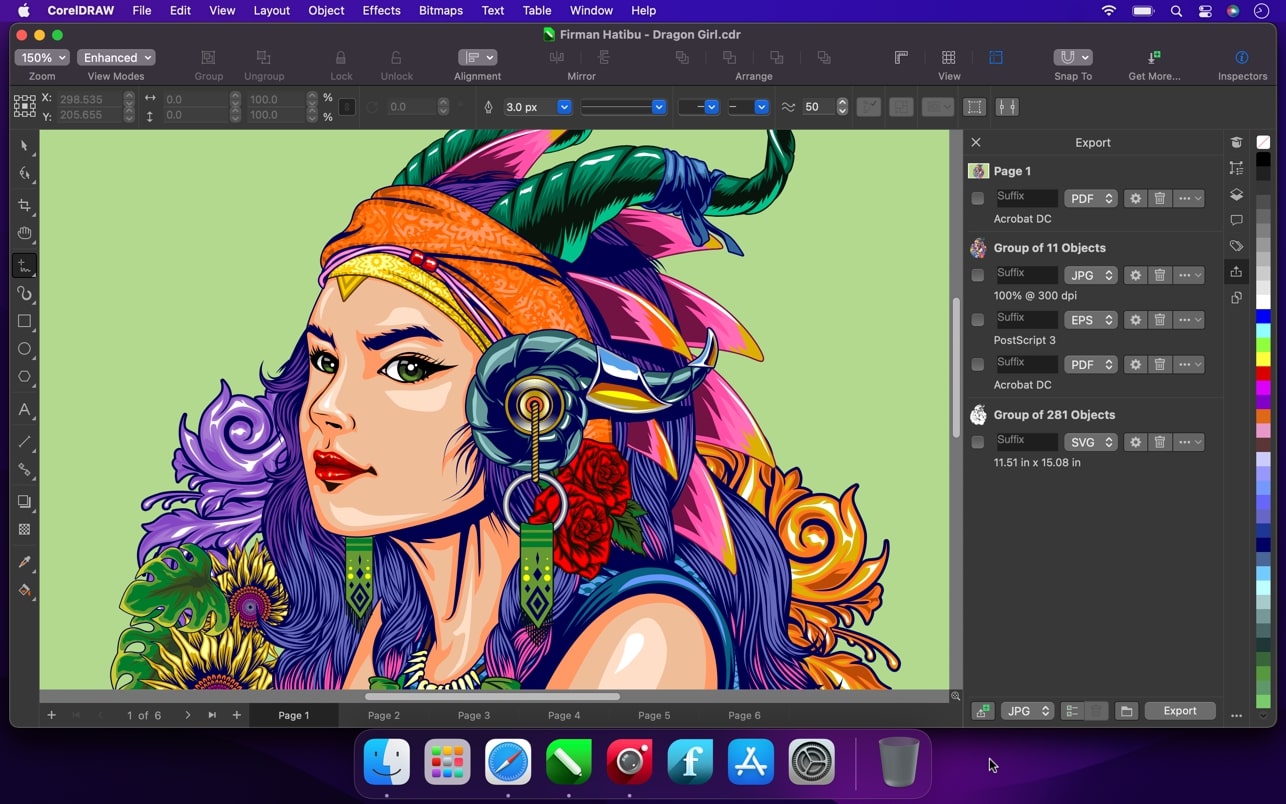 CorelDRAW File Edit View Layout Object Effects Bitmaps Text Table Window Help
Firman Hatibu - Dragon Girl.cdr
150% Enhanced
Zoom View Modes Group Ungroup Lock Unlock Alignment Mirror Arrange View Snap To Get More... Inspectors
X: 298.535 0.0 100.0 %
0.0 3.0 px 50
Y: 205.655 0.0 100.0 %
Export
Page 1
Suffix PDF
Acrobat DC
Group of 11 Objects
Suffix JPG
100% @ 300 dpi
Suffix EPS
PostScript 3
Suffix PDF
Acrobat DC
Group of 281 Objects
Suffix SVG
11.51 in x 15.08 in
1 of 6 Page 1 Page 2 Page 3 Page 4 Page 5 Page 6
JPG Export